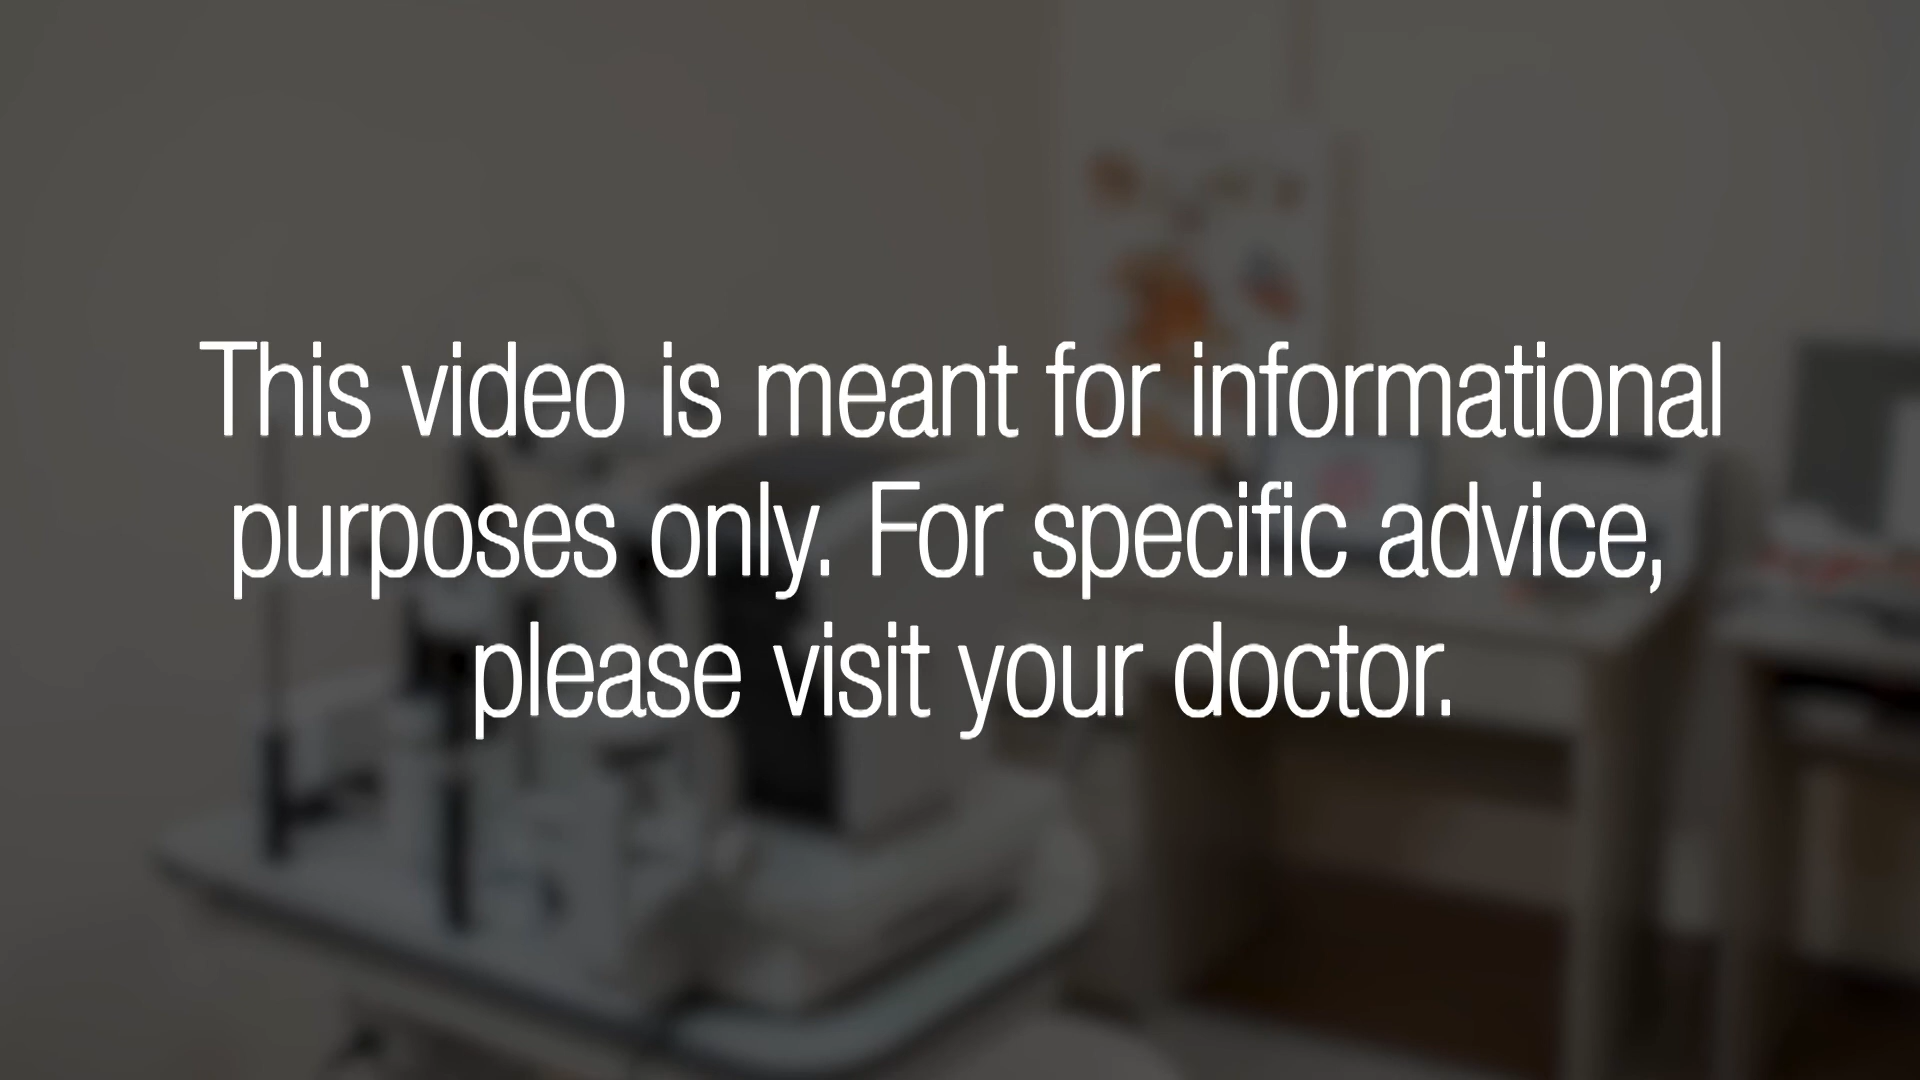 This video is meant for informational
purposes only. For specific advice,
please visit your doctor.